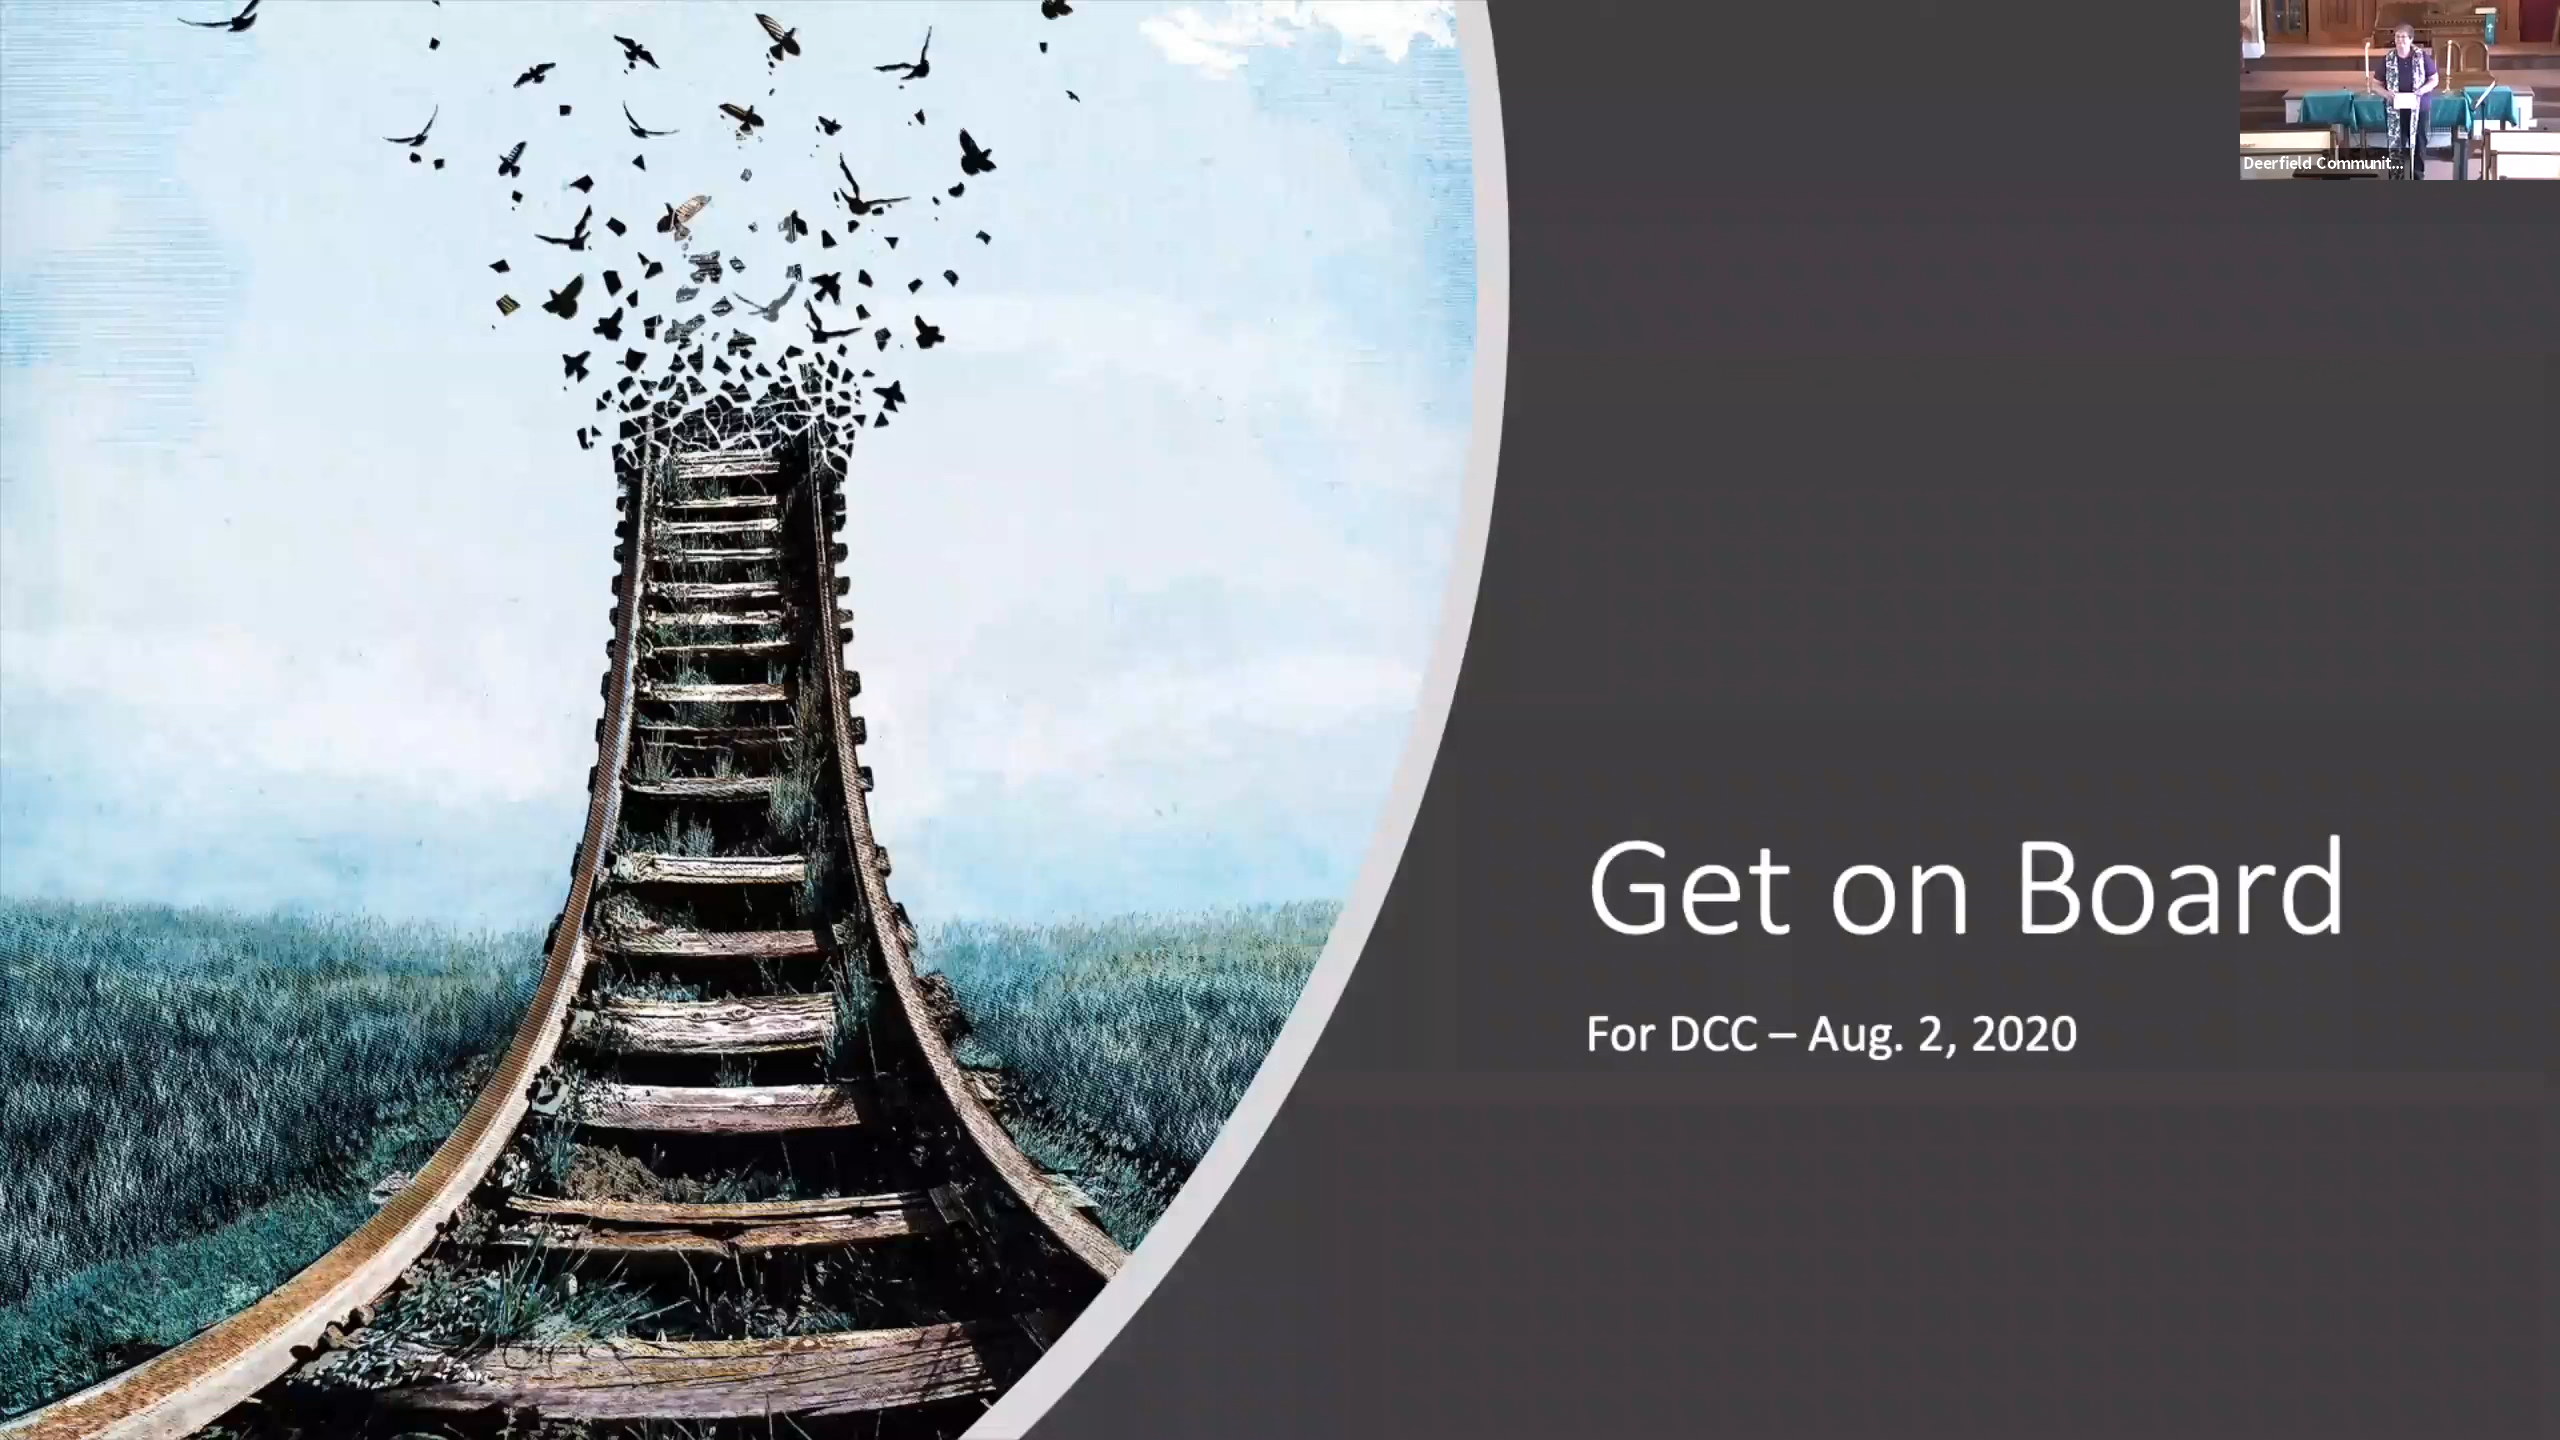 Deerfield Communit...
Get on Board
For DCC – Aug. 2, 2020